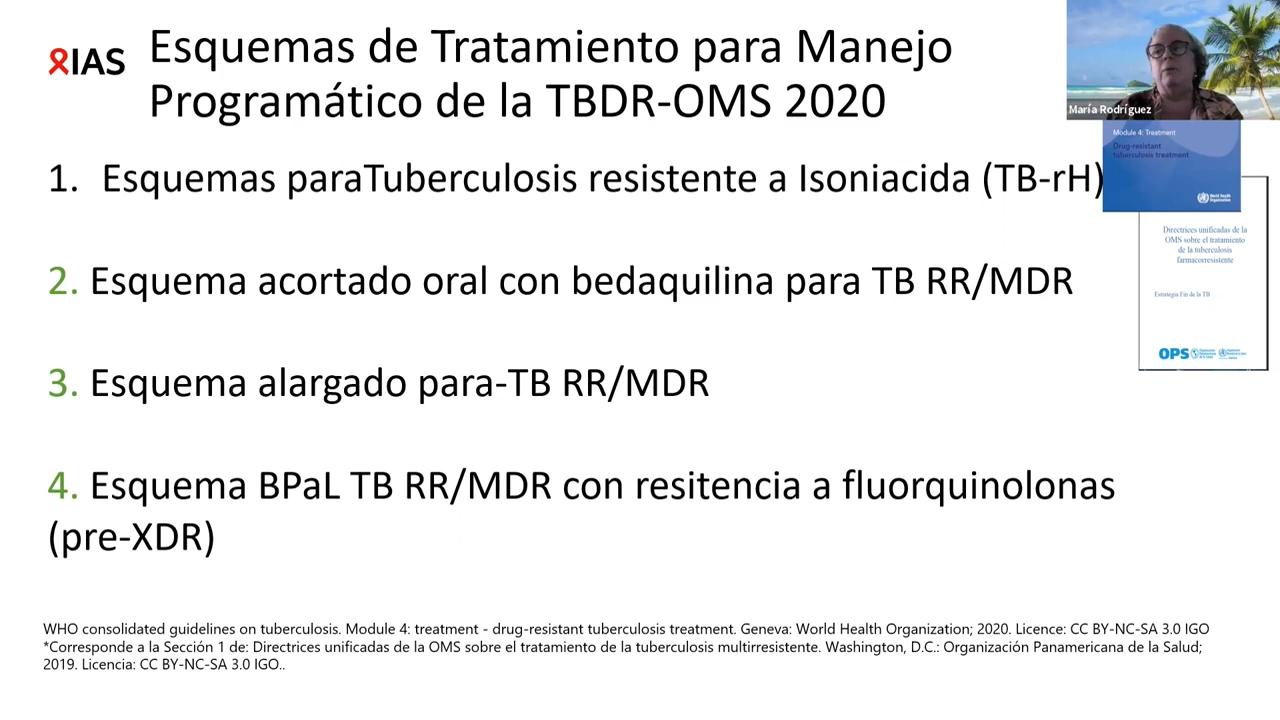 IAS
Esquemas de Tratamiento para Manejo
Programático de la TBDR-OMS 2020
María Rodríguez
Module 4: Treatment
Drug-resistant
tuberculosis treatment
World Health
Organization
1. Esquemas paraTuberculosis resistente a Isoniacida (TB-rH)
Directrices unificadas de la
OMS sobre el tratamiento
de la tuberculosis
farmacorresistente
Estrategia Fin de la TB
OPS
2. Esquema acortado oral con bedaquilina para TB RR/MDR
3. Esquema alargado para-TB RR/MDR
4. Esquema BPaL TB RR/MDR con resitencia a fluorquinolonas
(pre-XDR)
WHO consolidated guidelines on tuberculosis. Module 4: treatment - drug-resistant tuberculosis treatment. Geneva: World Health Organization; 2020. Licence: CC BY-NC-SA 3.0 IGO
*Corresponde a la Sección 1 de: Directrices unificadas de la OMS sobre el tratamiento de la tuberculosis multirresistente. Washington, D.C.: Organización Panamericana de la Salud;
2019. Licencia: CC BY-NC-SA 3.0 IGO..